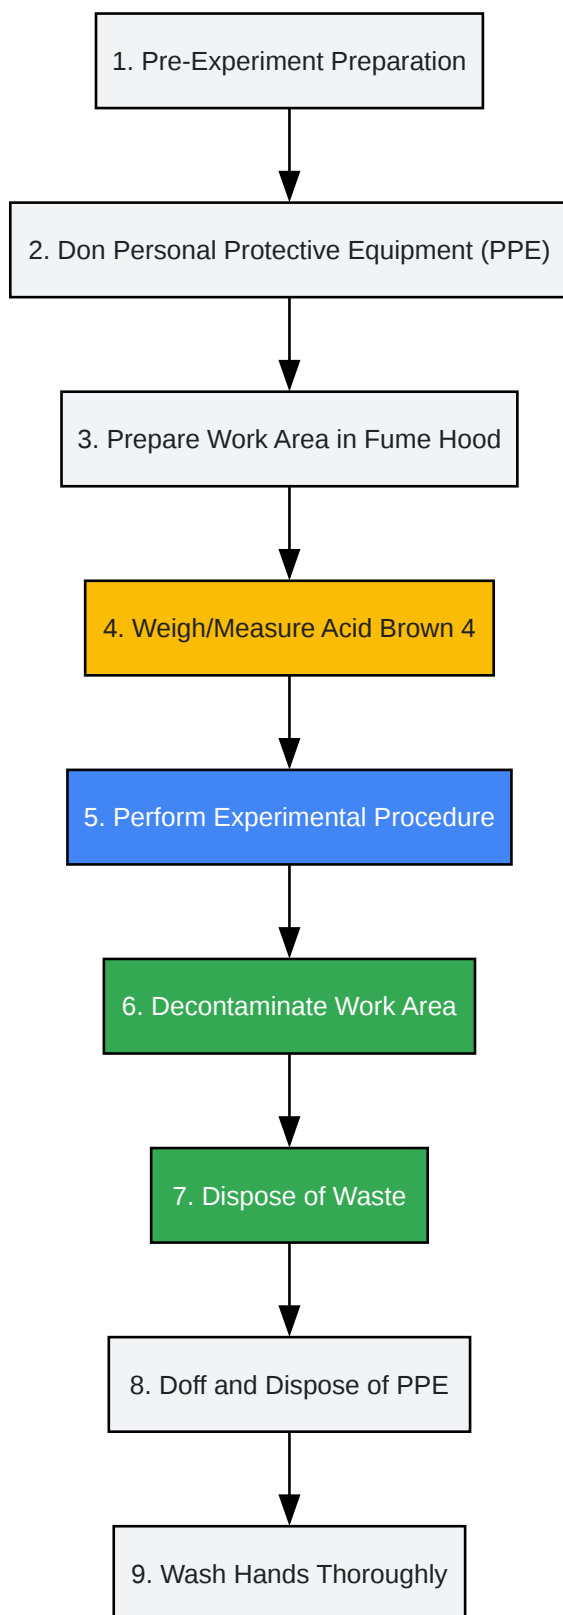 1. Pre-Experiment Preparation
2. Don Personal Protective Equipment (PPE)
3. Prepare Work Area in Fume Hood
4. Weigh/Measure Acid Brown 4
5. Perform Experimental Procedure
6. Decontaminate Work Area
7. Dispose of Waste
8. Doff and Dispose of PPE
9. Wash Hands Thoroughly